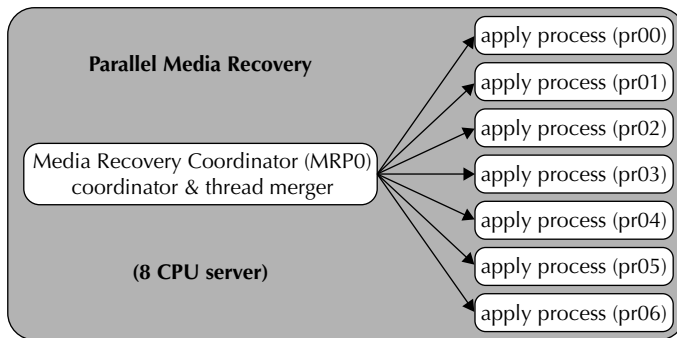 Parallel Media Recovery
Media Recovery Coordinator (MRP0)
coordinator & thread merger
(8 CPU server)
apply process (pr00)
apply process (pr01)
apply process (pr02)
apply process (pr03)
apply process (pr04)
apply process (pr05)
apply process (pr06)